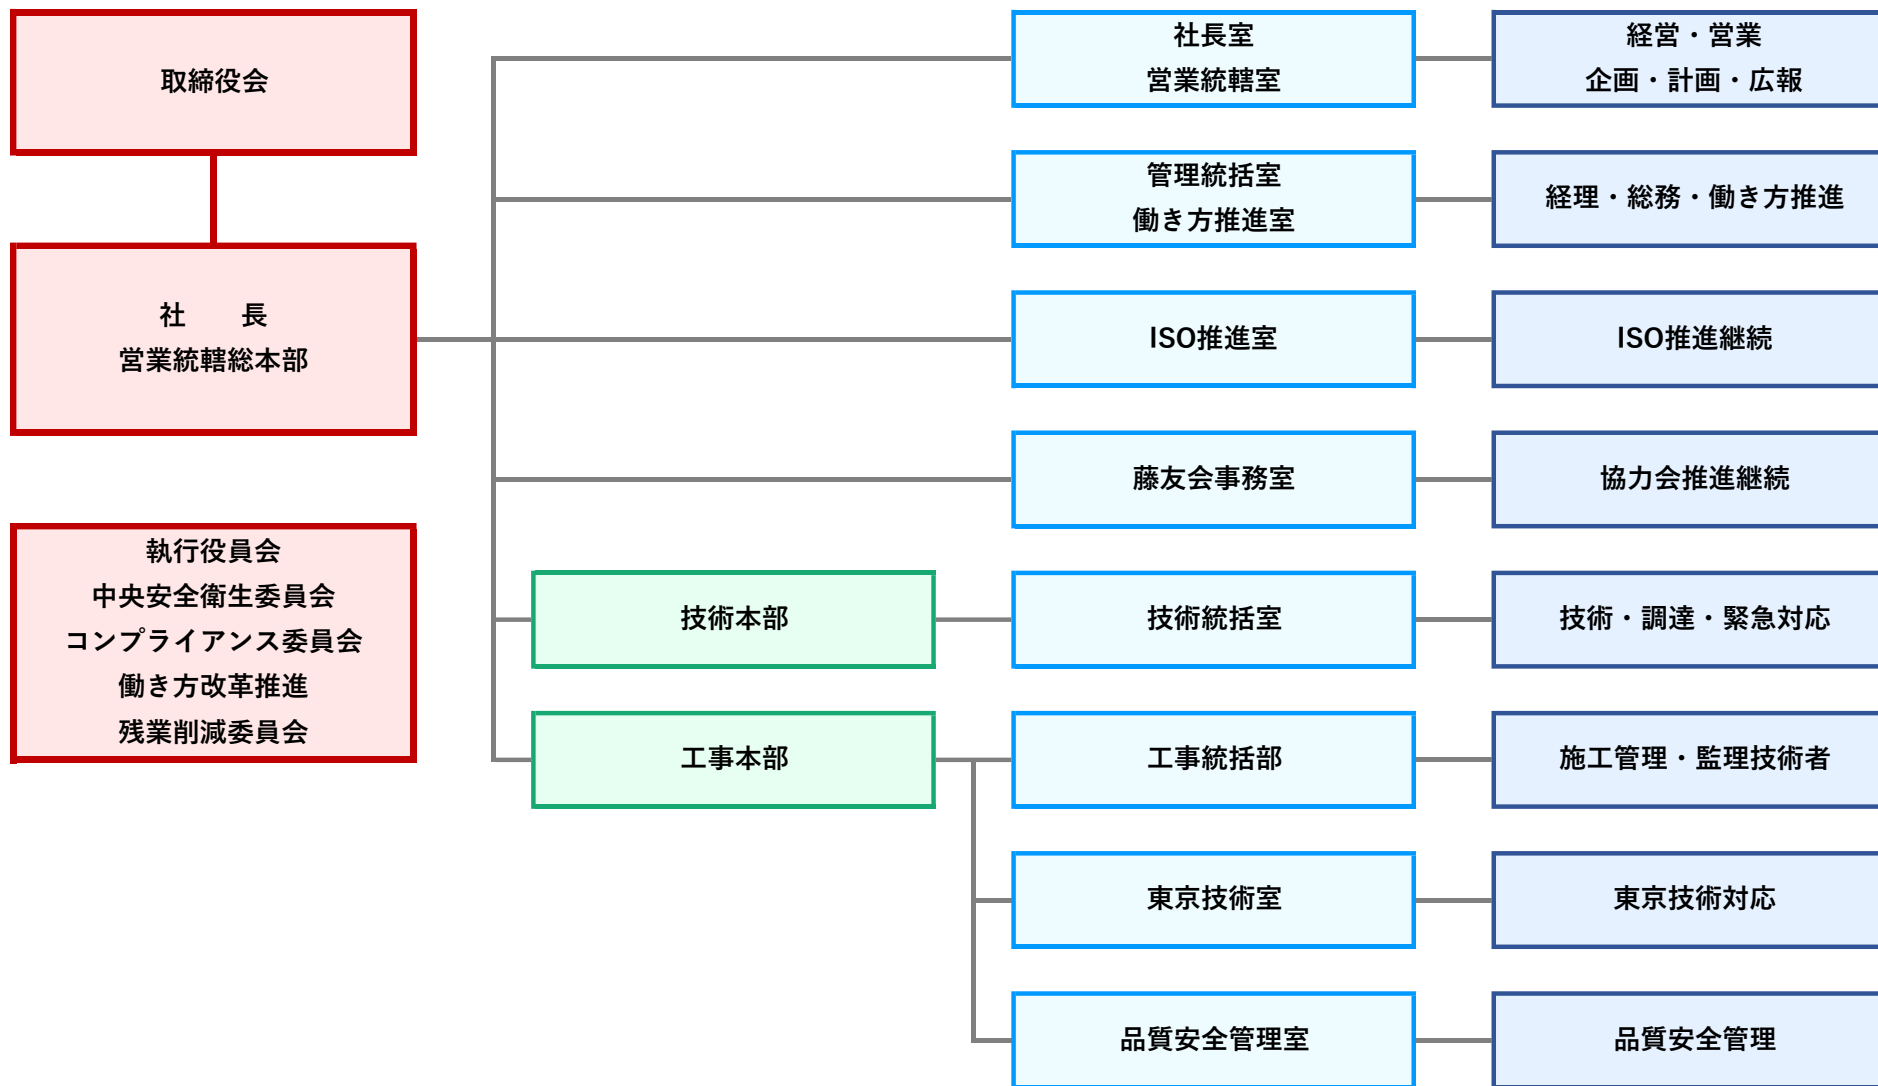 取締役会
社　　長
営業統轄総本部
執行役員会
中央安全衛生委員会
コンプライアンス委員会
働き方改革推進
残業削減委員会
技術本部
工事本部
社長室
営業統轄室
経営・営業
企画・計画・広報
管理統括室
働き方推進室
経理・総務・働き方推進
ISO推進室
ISO推進継続
藤友会事務室
協力会推進継続
技術統括室
技術・調達・緊急対応
工事統括部
施工管理・監理技術者
東京技術室
東京技術対応
品質安全管理室
品質安全管理